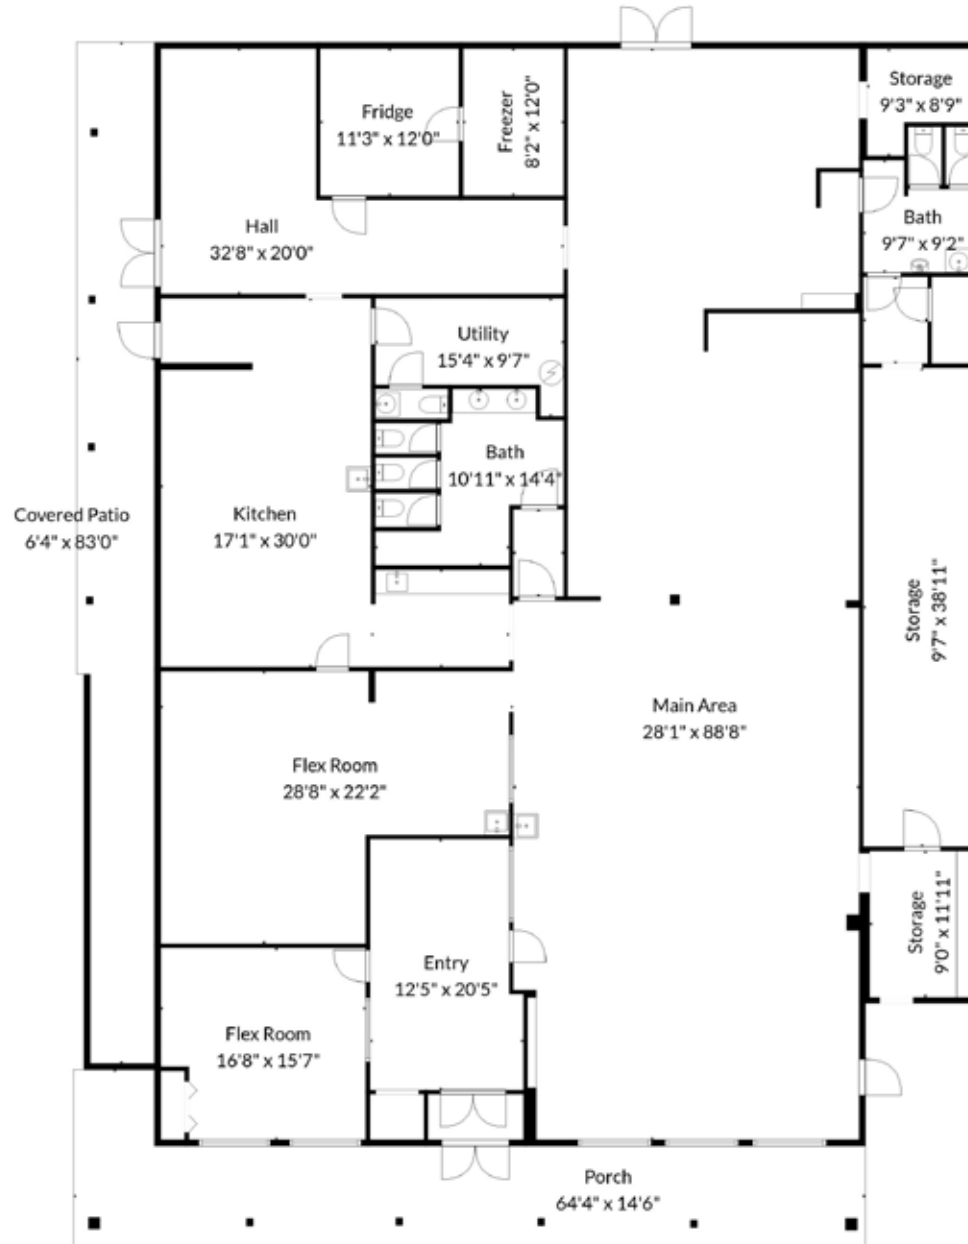 Storage
9'3" x 8'9"
Fridge
11'3" x 12'0"
Freezer
8'2" x 12'0"
Bath
9'7" x 9'2"
Hall
32'8" x 20'0"
Utility
15'4" x 9'7"
Bath
10'11" x 14'4"
Covered Patio
6'4" x 83'0"
Kitchen
17'1" x 30'0"
Storage
9'7" x 38'11"
Main Area
28'1" x 88'8"
Flex Room
28'8" x 22'2"
Storage
9'0" x 11'11"
Entry
12'5" x 20'5"
Flex Room
16'8" x 15'7"
Porch
64'4" x 14'6"